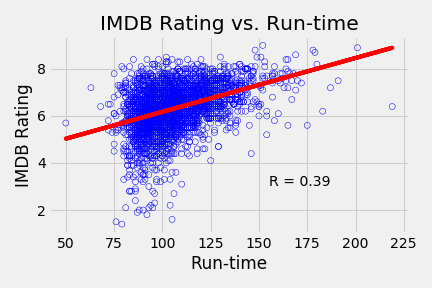 IMDB Rating vs. Run-time
IMDB Rating
8
6
4
2
R = 0.39
50 75 100 125 150 175 200 225
Run-time